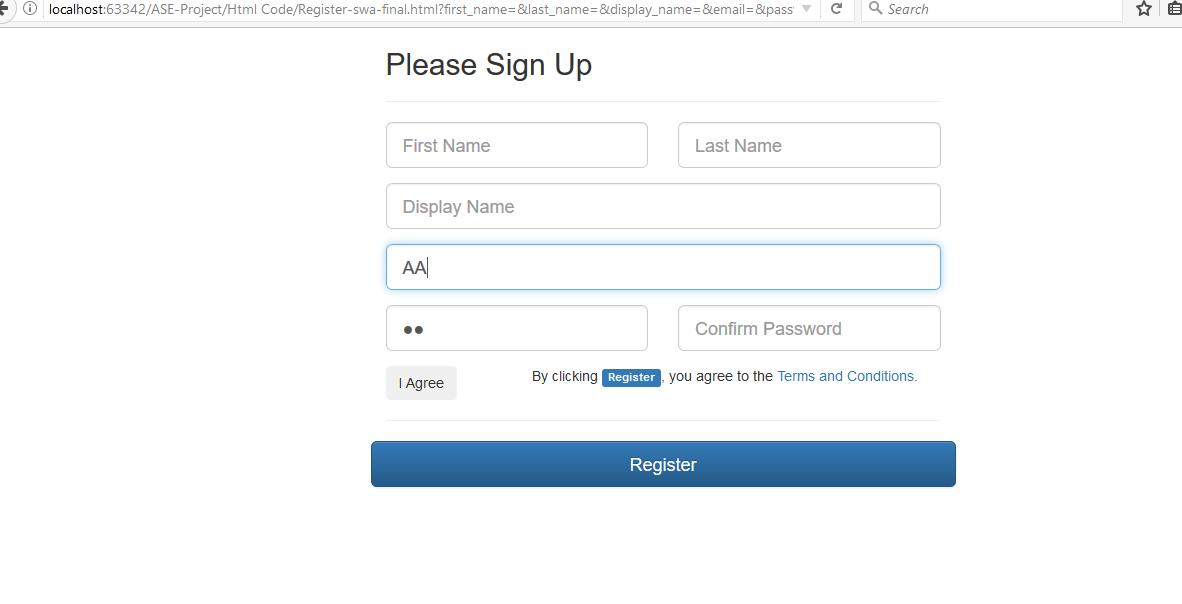 localhost:63342/ASE-Project/Html Code/Register-swa-final.html?first_name=&last_name=&display_name=&email=&pass
Search
Please Sign Up
First Name
Last Name
Display Name
AA
●●
Confirm Password
I Agree
By clicking Register, you agree to the Terms and Conditions.
Register